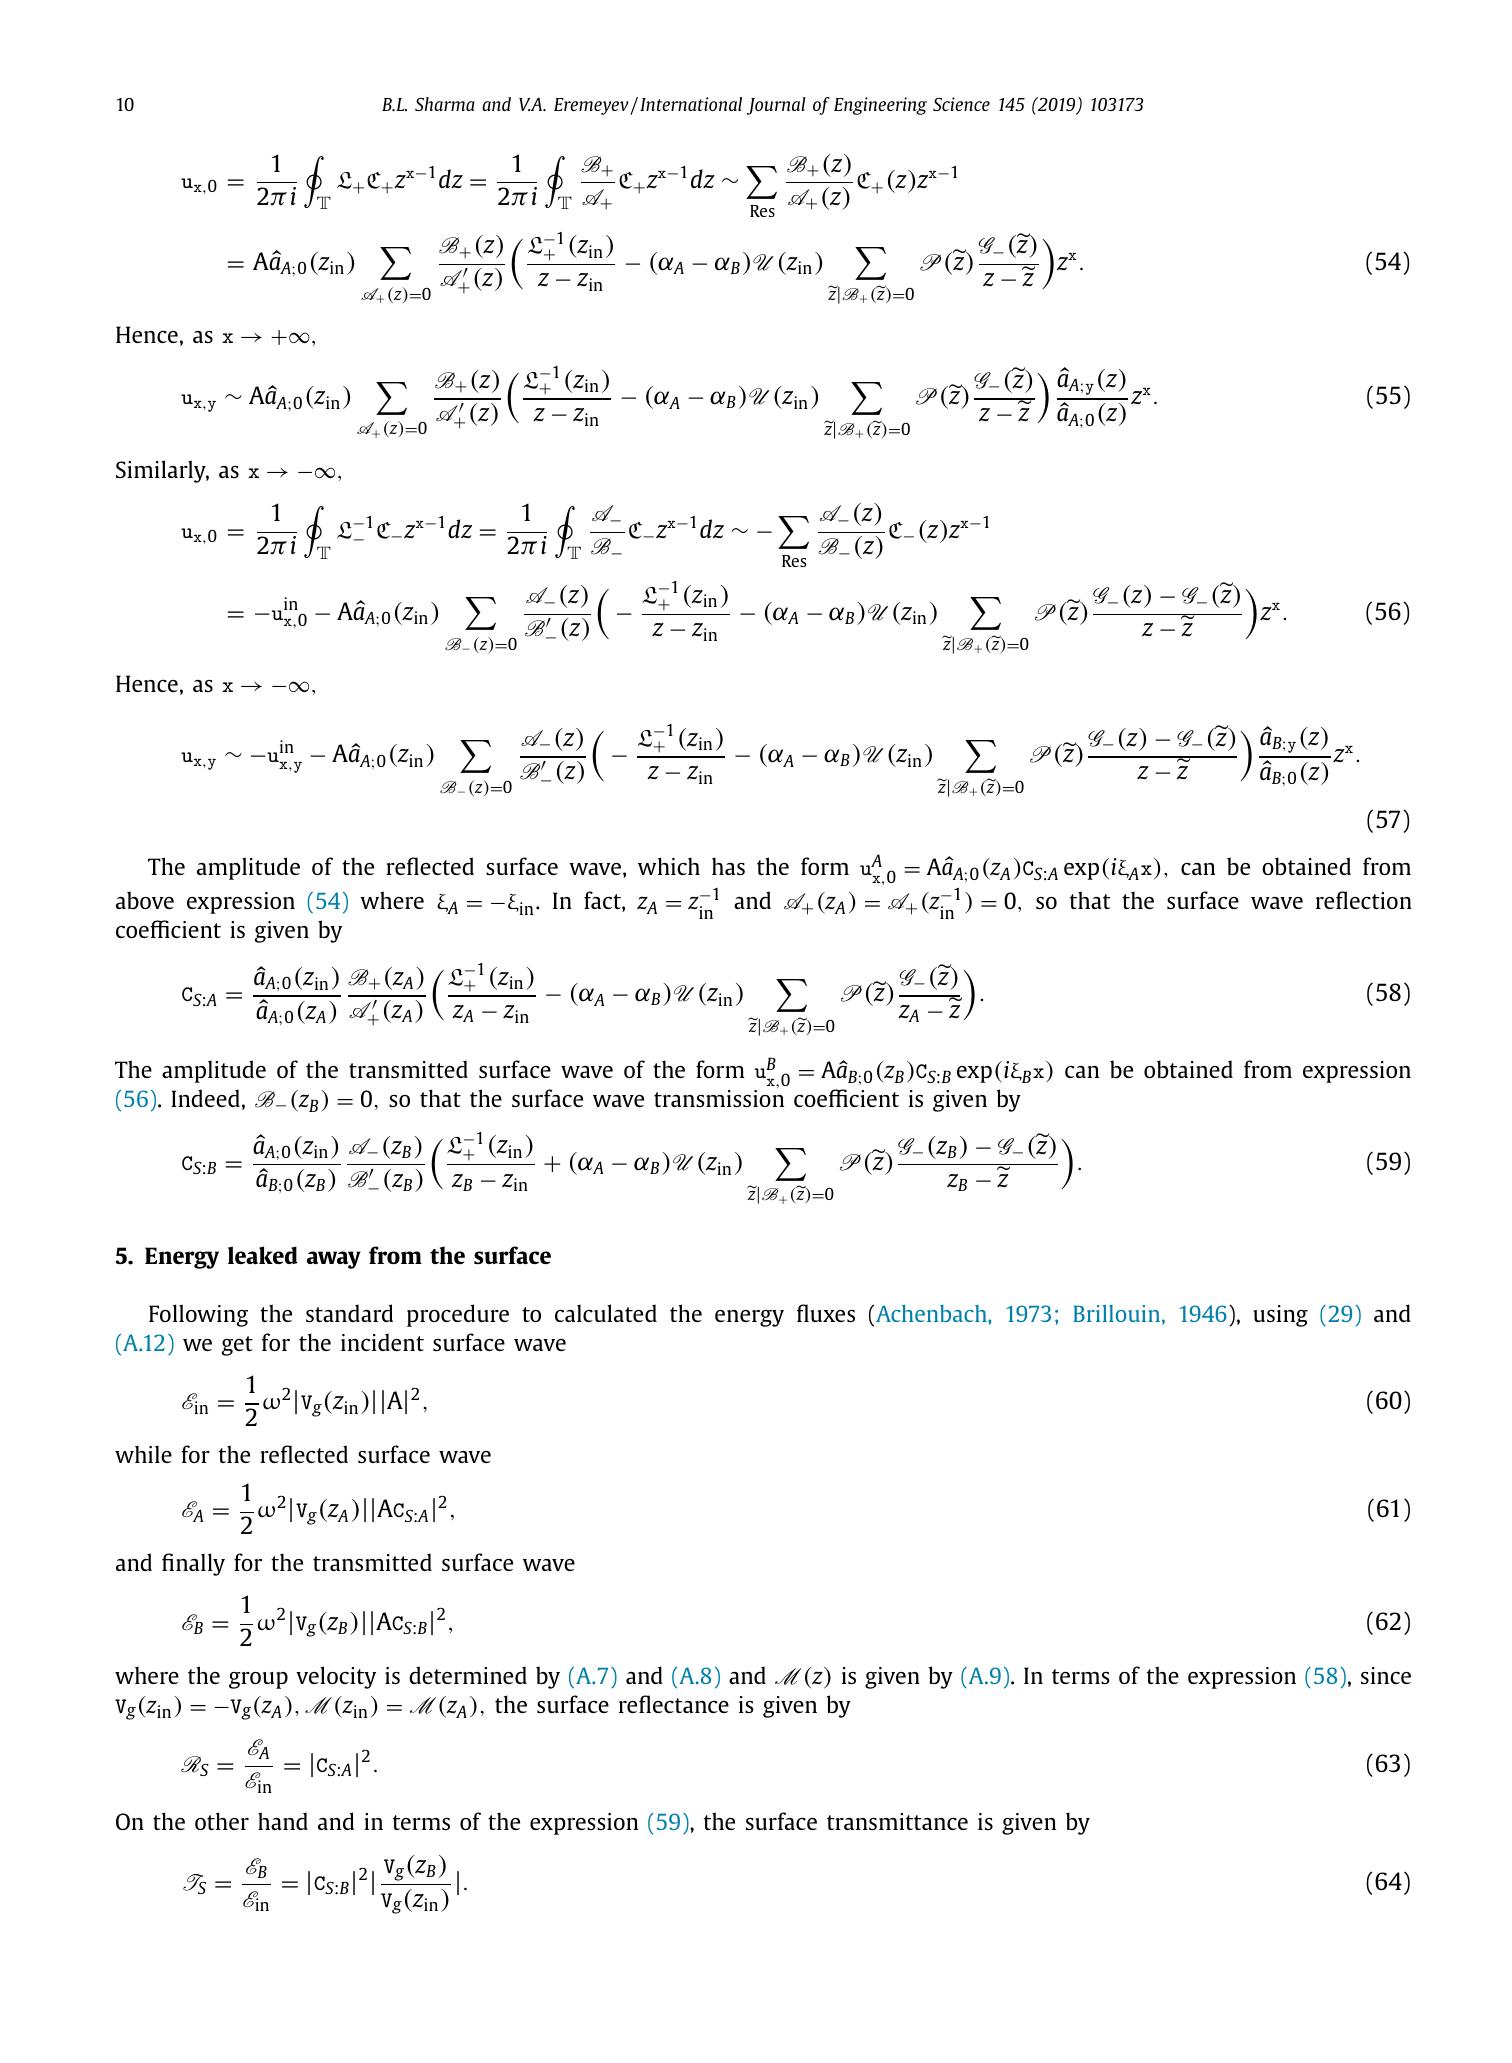 10 B.L. Sharma and V.A. Eremeyev / International Journal of Engineering Science 145 (2019) 103173
$\mathtt{u}_{\mathtt{x},0} = \frac{1}{2\pi i}\oint_{\mathbb{T}} \mathfrak{L}_+\mathfrak{C}_+ z^{\mathtt{x}-1}dz = \frac{1}{2\pi i}\oint_{\mathbb{T}} \frac{\mathscr{B}_+}{\mathscr{A}_+}\mathfrak{C}_+ z^{\mathtt{x}-1}dz \sim \sum_{\text{Res}} \frac{\mathscr{B}_+(z)}{\mathscr{A}_+(z)}\mathfrak{C}_+(z)z^{\mathtt{x}-1}$
$= \mathsf{A}\hat{a}_{A;0}(z_{\text{in}}) \sum_{\mathscr{A}_+(z)=0} \frac{\mathscr{B}_+(z)}{\mathscr{A}'_+(z)}\Big(\frac{\mathfrak{L}_+^{-1}(z_{\text{in}})}{z - z_{\text{in}}} - (\alpha_A - \alpha_B)\mathscr{U}(z_{\text{in}}) \sum_{\tilde{z}|\mathscr{B}_+(\tilde{z})=0} \mathscr{P}(\tilde{z})\frac{\mathscr{G}_-(\tilde{z})}{z - \tilde{z}}\Big)z^{\mathtt{x}}.$ (54)
Hence, as $\mathtt{x} \to +\infty$,
$\mathtt{u}_{\mathtt{x},\mathtt{y}} \sim \mathsf{A}\hat{a}_{A;0}(z_{\text{in}}) \sum_{\mathscr{A}_+(z)=0} \frac{\mathscr{B}_+(z)}{\mathscr{A}'_+(z)}\Big(\frac{\mathfrak{L}_+^{-1}(z_{\text{in}})}{z - z_{\text{in}}} - (\alpha_A - \alpha_B)\mathscr{U}(z_{\text{in}}) \sum_{\tilde{z}|\mathscr{B}_+(\tilde{z})=0} \mathscr{P}(\tilde{z})\frac{\mathscr{G}_-(\tilde{z})}{z - \tilde{z}}\Big)\frac{\hat{a}_{A;\mathtt{y}}(z)}{\hat{a}_{A;0}(z)}z^{\mathtt{x}}.$ (55)
Similarly, as $\mathtt{x} \to -\infty$,
$\mathtt{u}_{\mathtt{x},0} = \frac{1}{2\pi i}\oint_{\mathbb{T}} \mathfrak{L}_-^{-1}\mathfrak{C}_- z^{\mathtt{x}-1}dz = \frac{1}{2\pi i}\oint_{\mathbb{T}} \frac{\mathscr{A}_-}{\mathscr{B}_-}\mathfrak{C}_- z^{\mathtt{x}-1}dz \sim -\sum_{\text{Res}} \frac{\mathscr{A}_-(z)}{\mathscr{B}_-(z)}\mathfrak{C}_-(z)z^{\mathtt{x}-1}$
$= -\mathtt{u}^{\text{in}}_{\mathtt{x},0} - \mathsf{A}\hat{a}_{A;0}(z_{\text{in}}) \sum_{\mathscr{B}_-(z)=0} \frac{\mathscr{A}_-(z)}{\mathscr{B}'_-(z)}\Big(-\frac{\mathfrak{L}_+^{-1}(z_{\text{in}})}{z - z_{\text{in}}} - (\alpha_A - \alpha_B)\mathscr{U}(z_{\text{in}}) \sum_{\tilde{z}|\mathscr{B}_+(\tilde{z})=0} \mathscr{P}(\tilde{z})\frac{\mathscr{G}_-(z) - \mathscr{G}_-(\tilde{z})}{z - \tilde{z}}\Big)z^{\mathtt{x}}.$ (56)
Hence, as $\mathtt{x} \to -\infty$,
$\mathtt{u}_{\mathtt{x},\mathtt{y}} \sim -\mathtt{u}^{\text{in}}_{\mathtt{x},\mathtt{y}} - \mathsf{A}\hat{a}_{A;0}(z_{\text{in}}) \sum_{\mathscr{B}_-(z)=0} \frac{\mathscr{A}_-(z)}{\mathscr{B}'_-(z)}\Big(-\frac{\mathfrak{L}_+^{-1}(z_{\text{in}})}{z - z_{\text{in}}} - (\alpha_A - \alpha_B)\mathscr{U}(z_{\text{in}}) \sum_{\tilde{z}|\mathscr{B}_+(\tilde{z})=0} \mathscr{P}(\tilde{z})\frac{\mathscr{G}_-(z) - \mathscr{G}_-(\tilde{z})}{z - \tilde{z}}\Big)\frac{\hat{a}_{B;\mathtt{y}}(z)}{\hat{a}_{B;0}(z)}z^{\mathtt{x}}.$
(57)
The amplitude of the reflected surface wave, which has the form $\mathtt{u}^A_{\mathtt{x},0} = \mathsf{A}\hat{a}_{A;0}(z_A)\mathtt{C}_{S:A}\exp(i\xi_A\mathtt{x})$, can be obtained from
above expression (54) where $\xi_A = -\xi_{\text{in}}$. In fact, $z_A = z_{\text{in}}^{-1}$ and $\mathscr{A}_+(z_A) = \mathscr{A}_+(z_{\text{in}}^{-1}) = 0$, so that the surface wave reflection
coefficient is given by
$\mathtt{C}_{S:A} = \frac{\hat{a}_{A;0}(z_{\text{in}})}{\hat{a}_{A;0}(z_A)}\frac{\mathscr{B}_+(z_A)}{\mathscr{A}'_+(z_A)}\Big(\frac{\mathfrak{L}_+^{-1}(z_{\text{in}})}{z_A - z_{\text{in}}} - (\alpha_A - \alpha_B)\mathscr{U}(z_{\text{in}}) \sum_{\tilde{z}|\mathscr{B}_+(\tilde{z})=0} \mathscr{P}(\tilde{z})\frac{\mathscr{G}_-(\tilde{z})}{z_A - \tilde{z}}\Big).$ (58)
The amplitude of the transmitted surface wave of the form $\mathtt{u}^B_{\mathtt{x},0} = \mathsf{A}\hat{a}_{B;0}(z_B)\mathtt{C}_{S:B}\exp(i\xi_B\mathtt{x})$ can be obtained from expression
(56). Indeed, $\mathscr{B}_-(z_B) = 0$, so that the surface wave transmission coefficient is given by
$\mathtt{C}_{S:B} = \frac{\hat{a}_{A;0}(z_{\text{in}})}{\hat{a}_{B;0}(z_B)}\frac{\mathscr{A}_-(z_B)}{\mathscr{B}'_-(z_B)}\Big(\frac{\mathfrak{L}_+^{-1}(z_{\text{in}})}{z_B - z_{\text{in}}} + (\alpha_A - \alpha_B)\mathscr{U}(z_{\text{in}}) \sum_{\tilde{z}|\mathscr{B}_+(\tilde{z})=0} \mathscr{P}(\tilde{z})\frac{\mathscr{G}_-(z_B) - \mathscr{G}_-(\tilde{z})}{z_B - \tilde{z}}\Big).$ (59)
5. Energy leaked away from the surface
Following the standard procedure to calculated the energy fluxes (Achenbach, 1973; Brillouin, 1946), using (29) and
(A.12) we get for the incident surface wave
$\mathscr{E}_{\text{in}} = \frac{1}{2}\omega^2|\mathtt{V}_g(z_{\text{in}})||\mathsf{A}|^2,$ (60)
while for the reflected surface wave
$\mathscr{E}_A = \frac{1}{2}\omega^2|\mathtt{V}_g(z_A)||\mathsf{A}\mathtt{C}_{S:A}|^2,$ (61)
and finally for the transmitted surface wave
$\mathscr{E}_B = \frac{1}{2}\omega^2|\mathtt{V}_g(z_B)||\mathsf{A}\mathtt{C}_{S:B}|^2,$ (62)
where the group velocity is determined by (A.7) and (A.8) and $\mathscr{M}(z)$ is given by (A.9). In terms of the expression (58), since
$\mathtt{V}_g(z_{\text{in}}) = -\mathtt{V}_g(z_A), \mathscr{M}(z_{\text{in}}) = \mathscr{M}(z_A),$ the surface reflectance is given by
$\mathscr{R}_S = \frac{\mathscr{E}_A}{\mathscr{E}_{\text{in}}} = |\mathtt{C}_{S:A}|^2.$ (63)
On the other hand and in terms of the expression (59), the surface transmittance is given by
$\mathscr{T}_S = \frac{\mathscr{E}_B}{\mathscr{E}_{\text{in}}} = |\mathtt{C}_{S:B}|^2|\frac{\mathtt{V}_g(z_B)}{\mathtt{V}_g(z_{\text{in}})}|.$ (64)